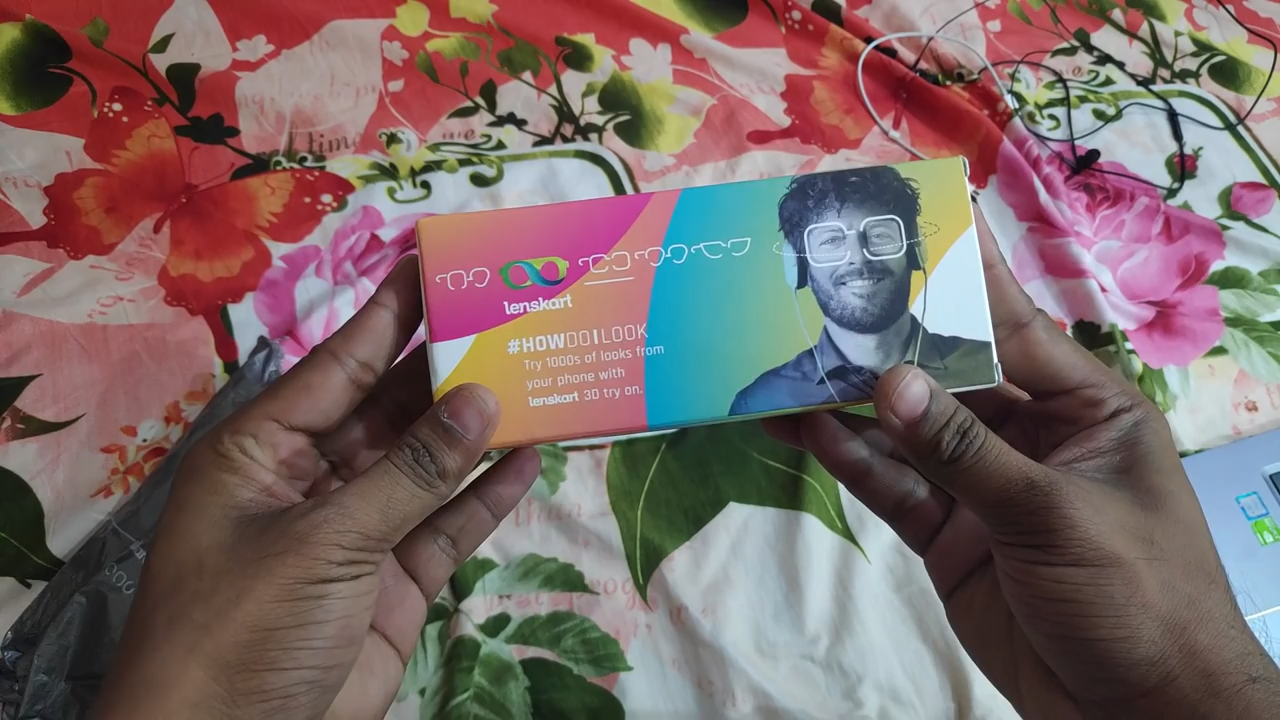 lenskart
#HOWDOILOOK
Try 1000s of looks from
your phone with
lenskart 3D try on.